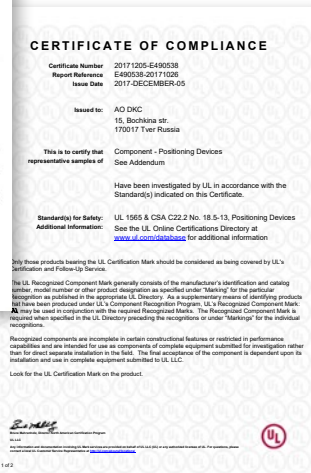 CERTIFICATE OF COMPLIANCE
Certificate Number 20171205-E490538
Report Reference E490538-20171026
Issue Date 2017-DECEMBER-05
Issued to: AO DKC
15, Bochkina str.
170017 Tver Russia
This is to certify that Component - Positioning Devices
representative samples of See Addendum
Have been investigated by UL in accordance with the
Standard(s) indicated on this Certificate.
Standard(s) for Safety: UL 1565 & CSA C22.2 No. 18.5-13, Positioning Devices
Additional Information: See the UL Online Certifications Directory at
www.ul.com/database for additional information
Only those products bearing the UL Certification Mark should be considered as being covered by UL's
Certification and Follow-Up Service.
The UL Recognized Component Mark generally consists of the manufacturer's identification and catalog
number, model number or other product designation as specified under "Marking" for the particular
Recognition as published in the appropriate UL Directory. As a supplementary means of identifying products
that have been produced under UL's Component Recognition Program, UL's Recognized Component Mark:
may be used in conjunction with the required Recognized Marks. The Recognized Component Mark is
required when specified in the UL Directory preceding the recognitions or under "Markings" for the individual
recognitions.
Recognized components are incomplete in certain constructional features or restricted in performance
capabilities and are intended for use as components of complete equipment submitted for investigation rather
than for direct separate installation in the field. The final acceptance of the component is dependent upon its
installation and use in complete equipment submitted to UL LLC.
Look for the UL Certification Mark on the product.
UL LLC
UL
1 of 2